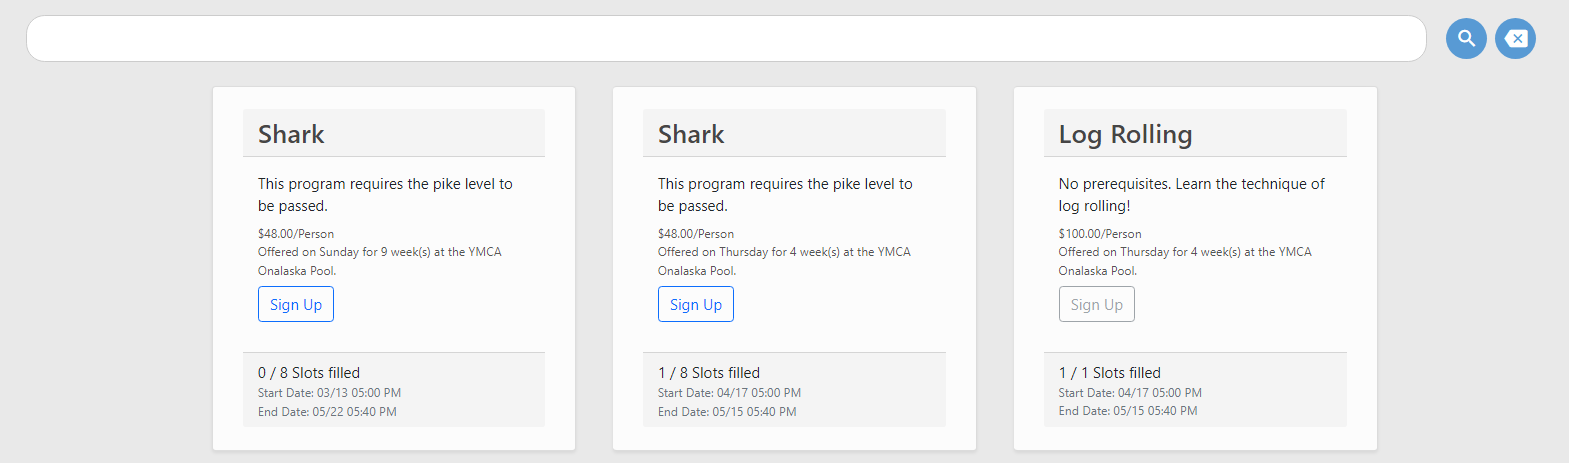 Shark
This program requires the pike level to
be passed.
$48.00/Person
Offered on Sunday for 9 week(s) at the YMCA
Onalaska Pool.
Sign Up
0 / 8 Slots filled
Start Date: 03/13 05:00 PM
End Date: 05/22 05:40 PM
Shark
This program requires the pike level to
be passed.
$48.00/Person
Offered on Thursday for 4 week(s) at the YMCA
Onalaska Pool.
Sign Up
1 / 8 Slots filled
Start Date: 04/17 05:00 PM
End Date: 05/15 05:40 PM
Log Rolling
No prerequisites. Learn the technique of
log rolling!
$100.00/Person
Offered on Thursday for 4 week(s) at the YMCA
Onalaska Pool.
Sign Up
1 / 1 Slots filled
Start Date: 04/17 05:00 PM
End Date: 05/15 05:40 PM